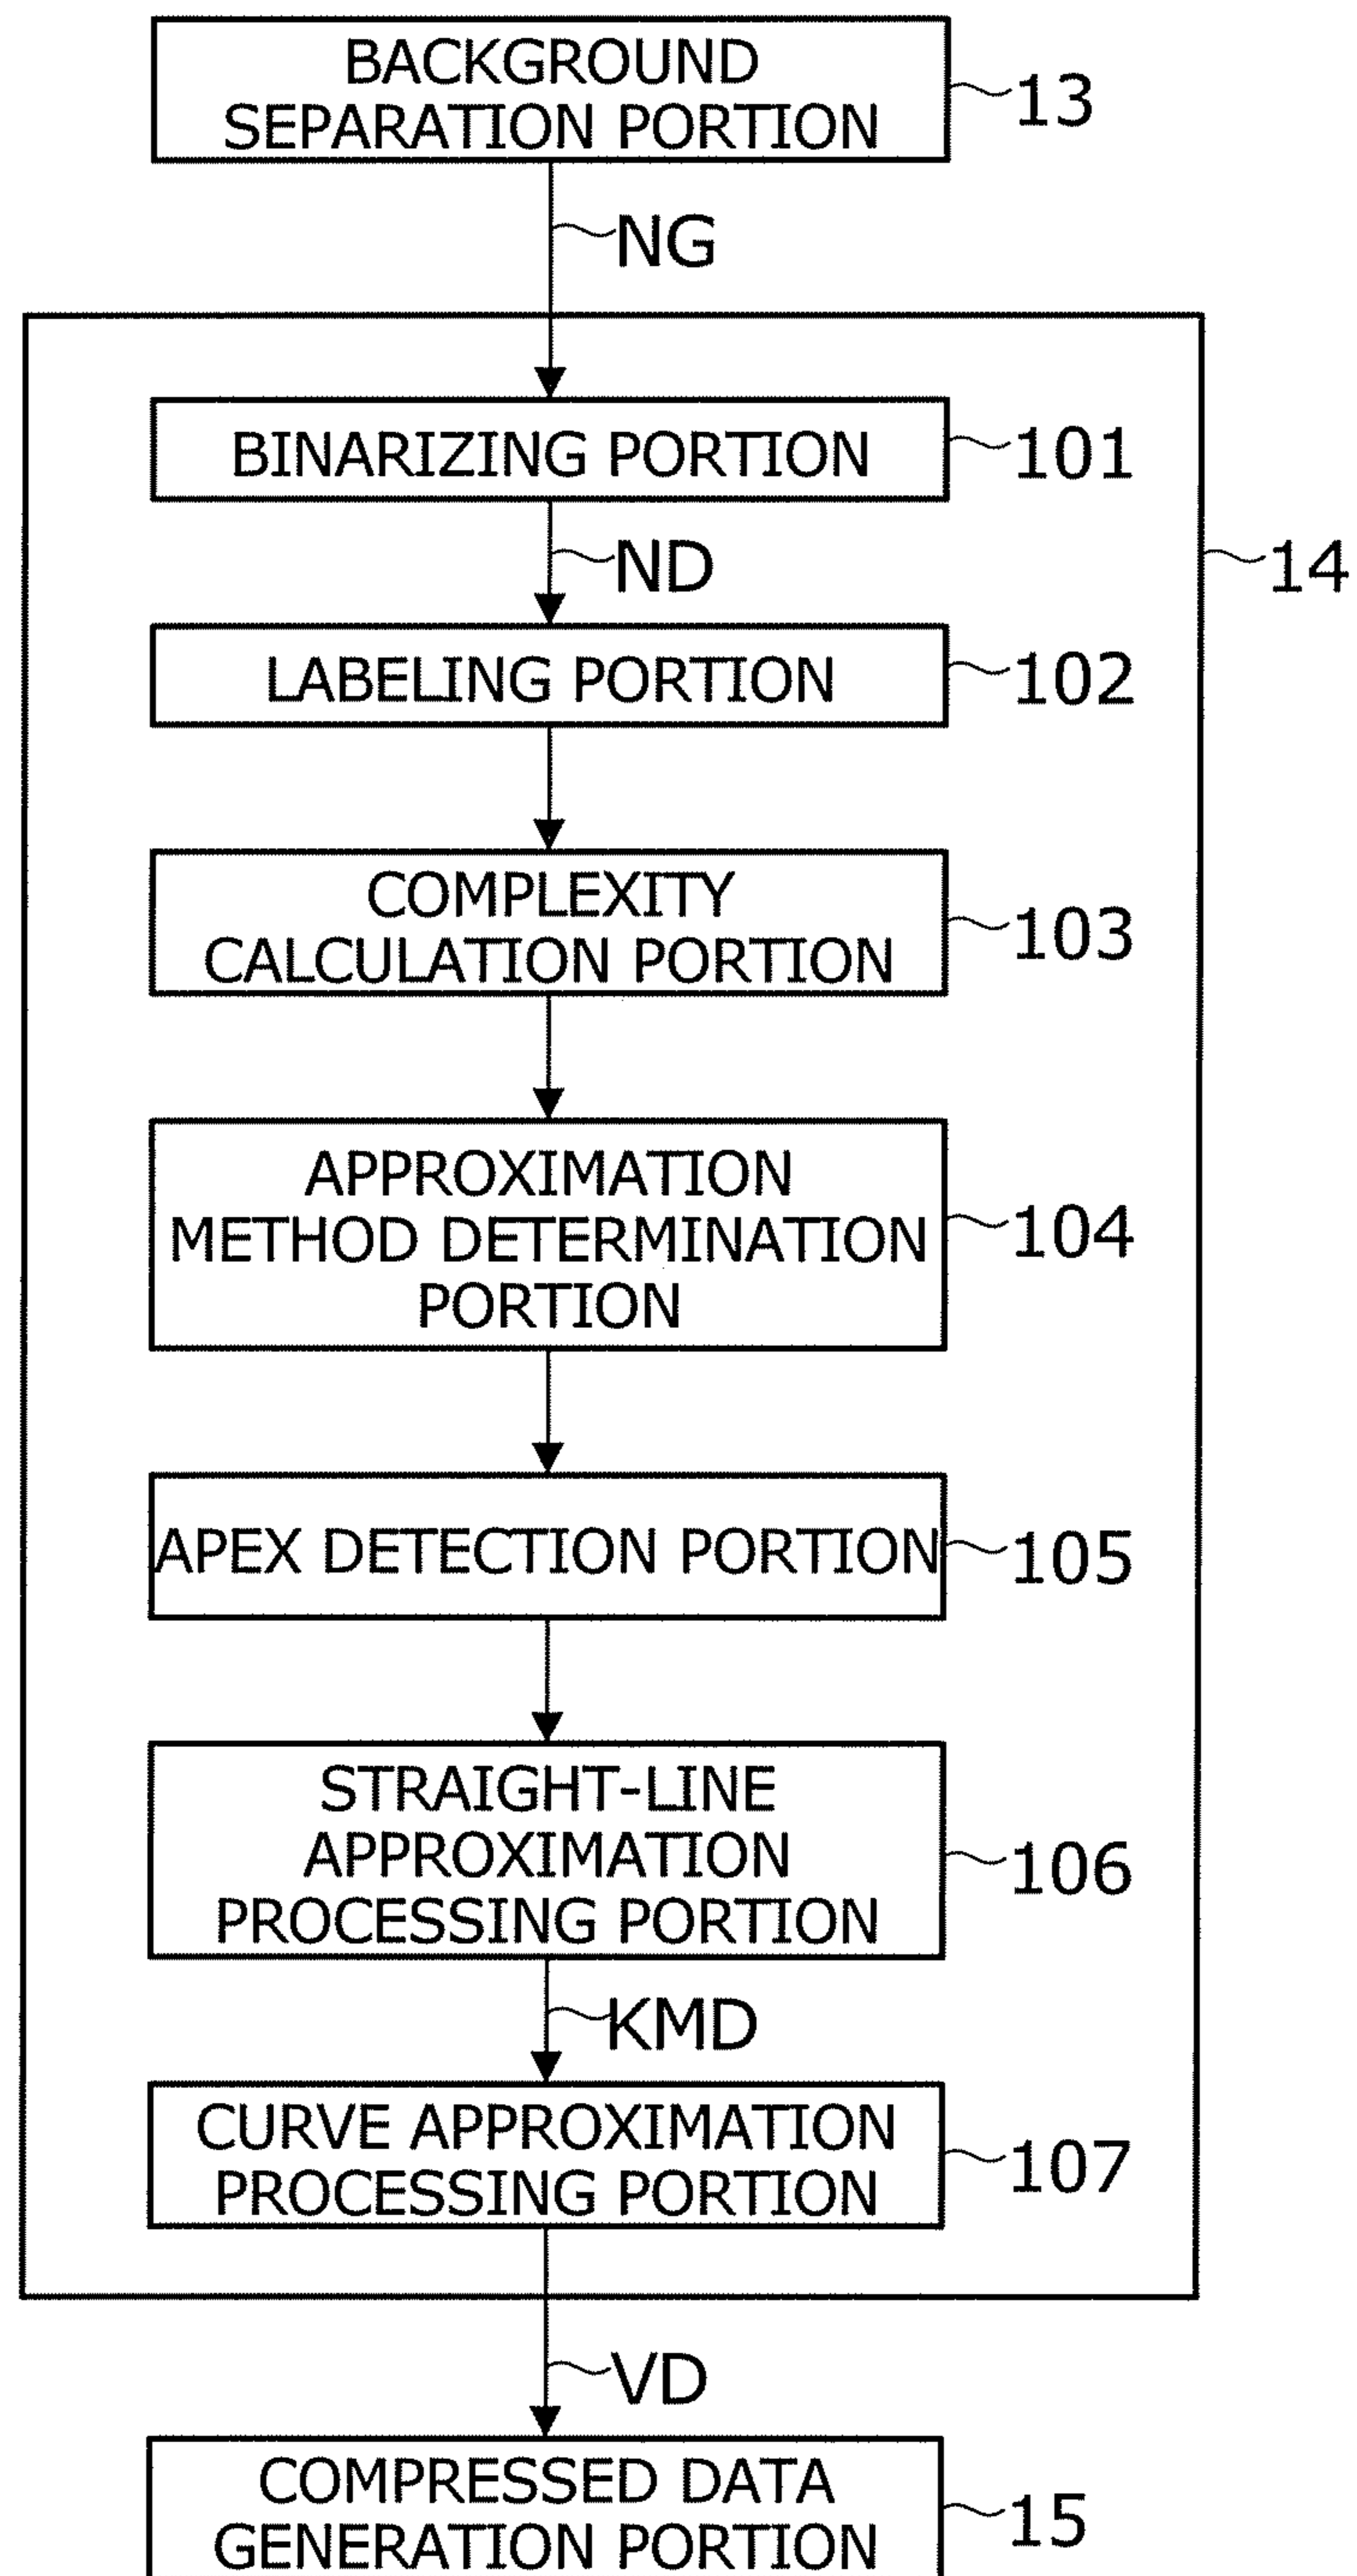 BACKGROUND
SEPARATION PORTION
13
NG
BINARIZING PORTION
101
ND
14
LABELING PORTION
102
COMPLEXITY
CALCULATION PORTION
103
APPROXIMATION
METHOD DETERMINATION
PORTION
104
APEX DETECTION PORTION
105
STRAIGHT-LINE
APPROXIMATION
PROCESSING PORTION
106
KMD
CURVE APPROXIMATION
PROCESSING PORTION
107
VD
COMPRESSED DATA
GENERATION PORTION
15